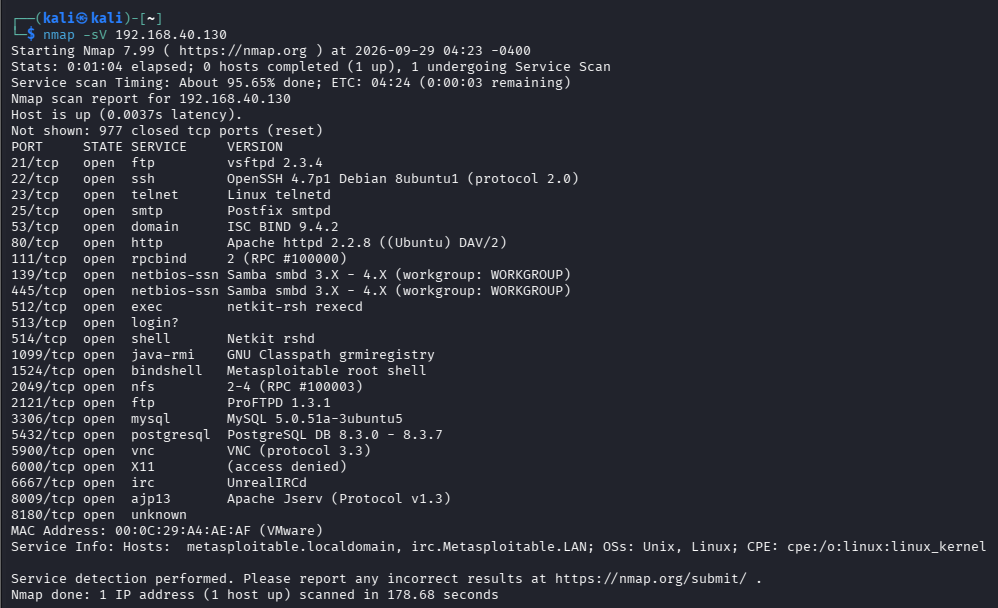 ┌──(kali㉿kali)-[~]
└─$ nmap -sV 192.168.40.130
Starting Nmap 7.99 ( https://nmap.org ) at 2026-09-29 04:23 -0400
Stats: 0:01:04 elapsed; 0 hosts completed (1 up), 1 undergoing Service Scan
Service scan Timing: About 95.65% done; ETC: 04:24 (0:00:03 remaining)
Nmap scan report for 192.168.40.130
Host is up (0.0037s latency).
Not shown: 977 closed tcp ports (reset)
PORT     STATE SERVICE     VERSION
21/tcp   open  ftp         vsftpd 2.3.4
22/tcp   open  ssh         OpenSSH 4.7p1 Debian 8ubuntu1 (protocol 2.0)
23/tcp   open  telnet      Linux telnetd
25/tcp   open  smtp        Postfix smtpd
53/tcp   open  domain      ISC BIND 9.4.2
80/tcp   open  http        Apache httpd 2.2.8 ((Ubuntu) DAV/2)
111/tcp  open  rpcbind     2 (RPC #100000)
139/tcp  open  netbios-ssn Samba smbd 3.X - 4.X (workgroup: WORKGROUP)
445/tcp  open  netbios-ssn Samba smbd 3.X - 4.X (workgroup: WORKGROUP)
512/tcp  open  exec        netkit-rsh rexecd
513/tcp  open  login?
514/tcp  open  shell       Netkit rshd
1099/tcp open  java-rmi    GNU Classpath grmiregistry
1524/tcp open  bindshell   Metasploitable root shell
2049/tcp open  nfs         2-4 (RPC #100003)
2121/tcp open  ftp         ProFTPD 1.3.1
3306/tcp open  mysql       MySQL 5.0.51a-3ubuntu5
5432/tcp open  postgresql  PostgreSQL DB 8.3.0 - 8.3.7
5900/tcp open  vnc         VNC (protocol 3.3)
6000/tcp open  X11         (access denied)
6667/tcp open  irc         UnrealIRCd
8009/tcp open  ajp13       Apache Jserv (Protocol v1.3)
8180/tcp open  unknown
MAC Address: 00:0C:29:A4:AE:AF (VMware)
Service Info: Hosts:  metasploitable.localdomain, irc.Metasploitable.LAN; OSs: Unix, Linux; CPE: cpe:/o:linux:linux_kernel

Service detection performed. Please report any incorrect results at https://nmap.org/submit/ .
Nmap done: 1 IP address (1 host up) scanned in 178.68 seconds